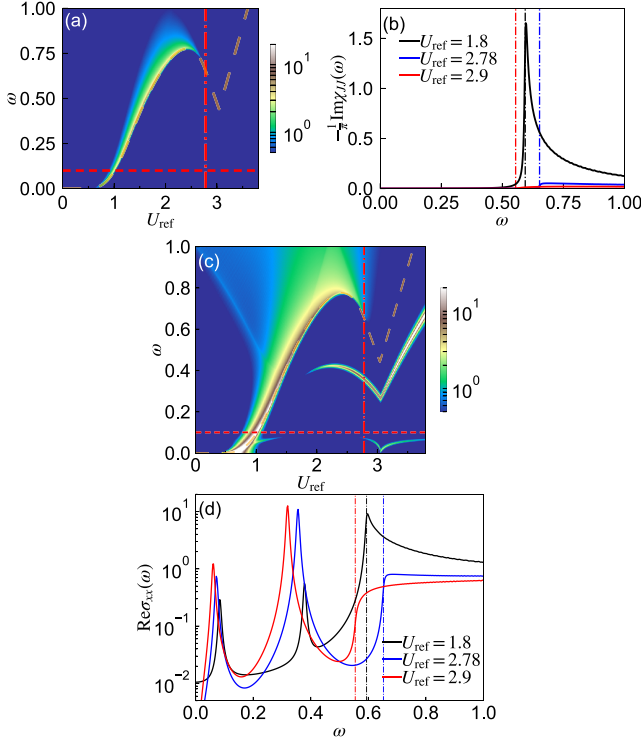 (a)
1.00
0.75
0.50
0.25
0.00
ω
0 1 2 3
U_ref
10^1
10^0
(b)
U_ref = 1.8
U_ref = 2.78
U_ref = 2.9
1.5
1.0
0.5
0.0
-1/π Imχ_JJ(ω)
0.00 0.25 0.50 0.75 1.00
ω
(c)
1.0
0.8
0.6
0.4
0.2
0.0
ω
0 1 2 3
U_ref
10^1
10^0
(d)
10^1
10^0
10^-1
10^-2
Reσ_xx(ω)
U_ref = 1.8
U_ref = 2.78
U_ref = 2.9
0.0 0.2 0.4 0.6 0.8 1.0
ω